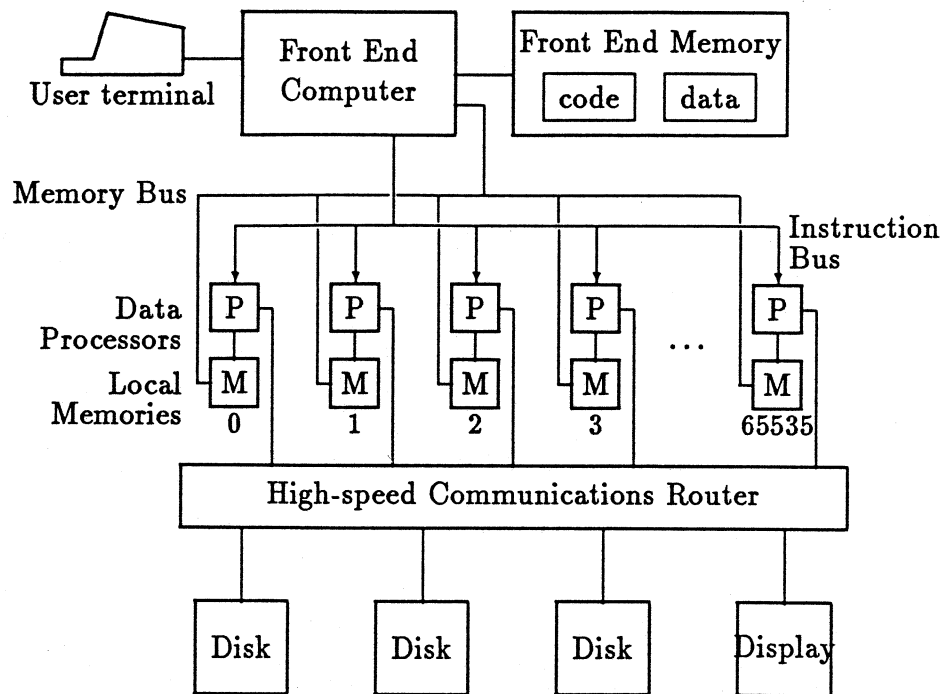 Front End
Computer
Front End Memory
code
data
User terminal
Memory Bus
Instruction
Bus
Data
Processors
P
P
P
P
P
...
Local
Memories
M
M
M
M
M
0
1
2
3
65535
High-speed Communications Router
Disk
Disk
Disk
Display